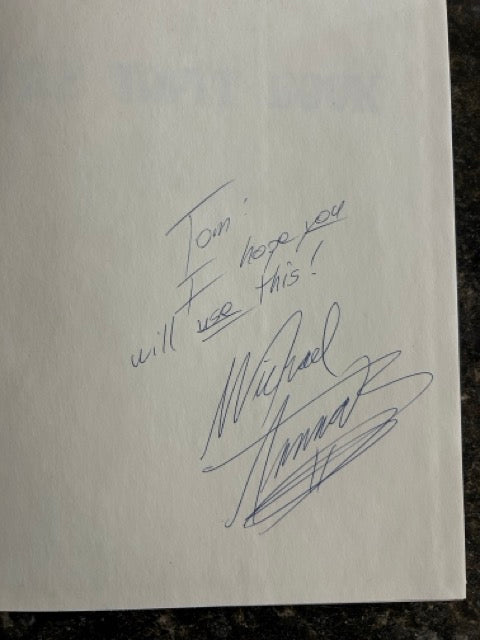 Tom:
I hope you
will use this!
Michael